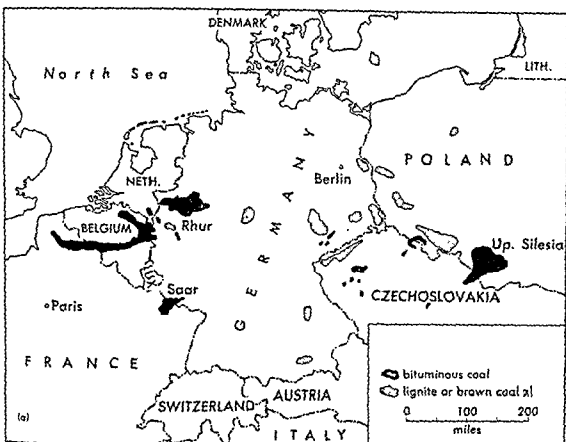 DENMARK
North Sea
LITH.
POLAND
Berlin
NETH.
GERMANY
BELGIUM
Rhur
Up. Silesia
Saar
CZECHOSLOVAKIA
Paris
FRANCE
AUSTRIA
SWITZERLAND
ITALY
(a)
bituminous coal
lignite or brown coal
0 100 200
miles